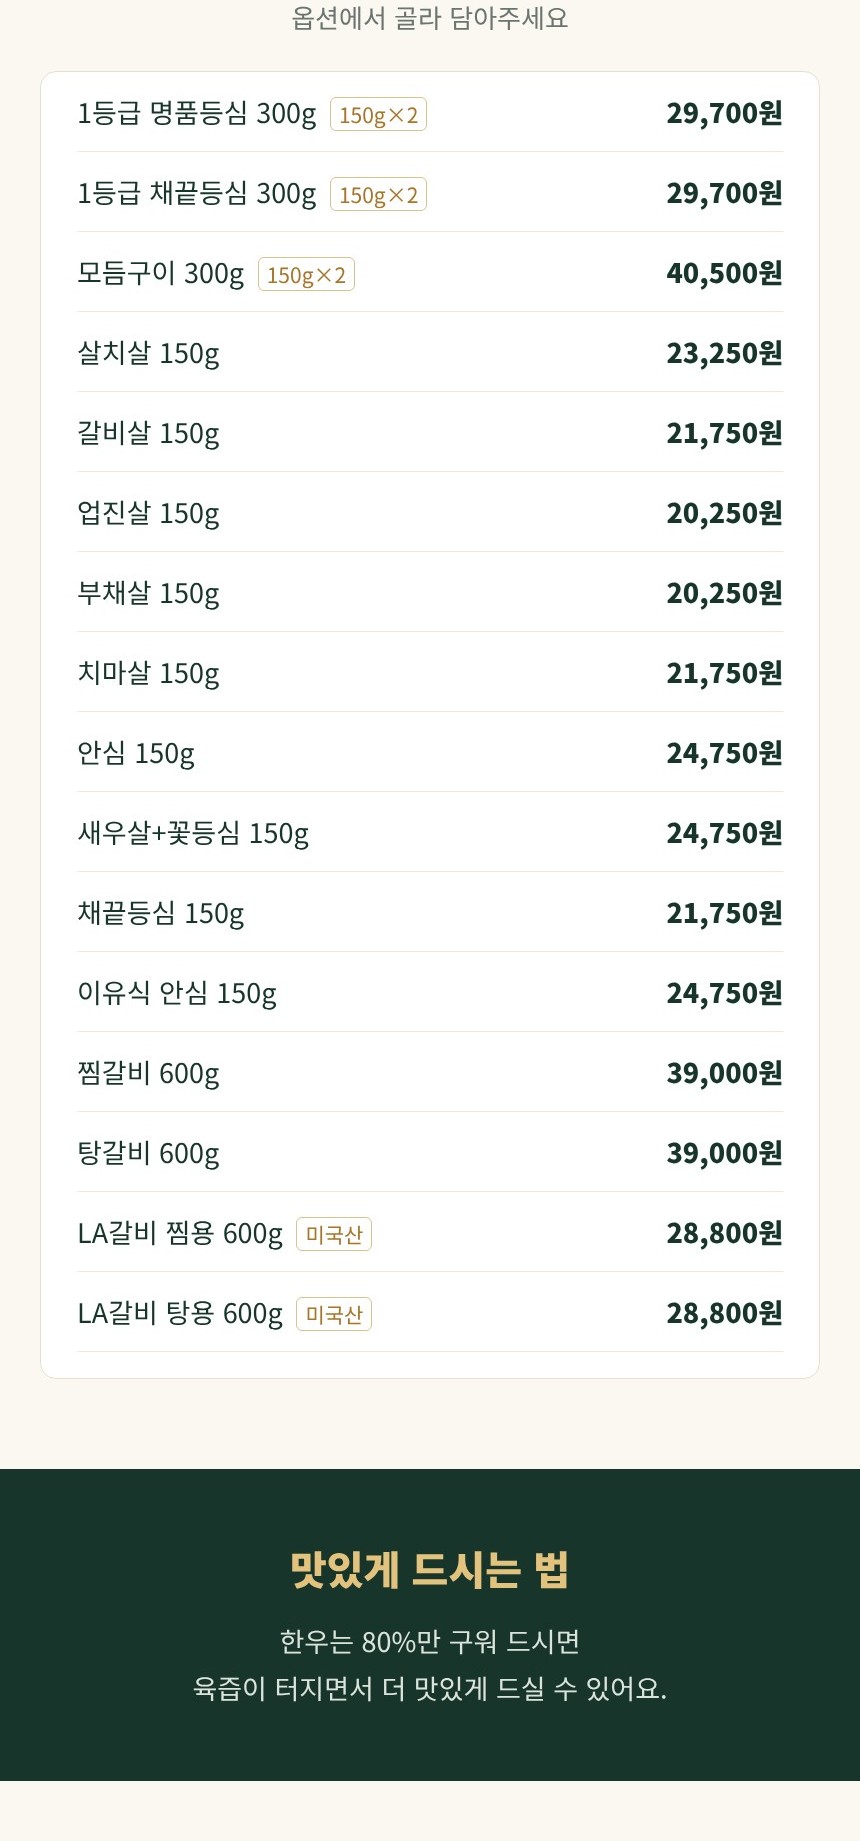 옵션에서 골라 담아주세요
1등급 명품등심 300g 150g×2 29,700원
1등급 채끝등심 300g 150g×2 29,700원
모듬구이 300g 150g×2 40,500원
살치살 150g 23,250원
갈비살 150g 21,750원
업진살 150g 20,250원
부채살 150g 20,250원
치마살 150g 21,750원
안심 150g 24,750원
새우살+꽃등심 150g 24,750원
채끝등심 150g 21,750원
이유식 안심 150g 24,750원
찜갈비 600g 39,000원
탕갈비 600g 39,000원
LA갈비 찜용 600g 미국산 28,800원
LA갈비 탕용 600g 미국산 28,800원
맛있게 드시는 법
한우는 80%만 구워 드시면
육즙이 터지면서 더 맛있게 드실 수 있어요.